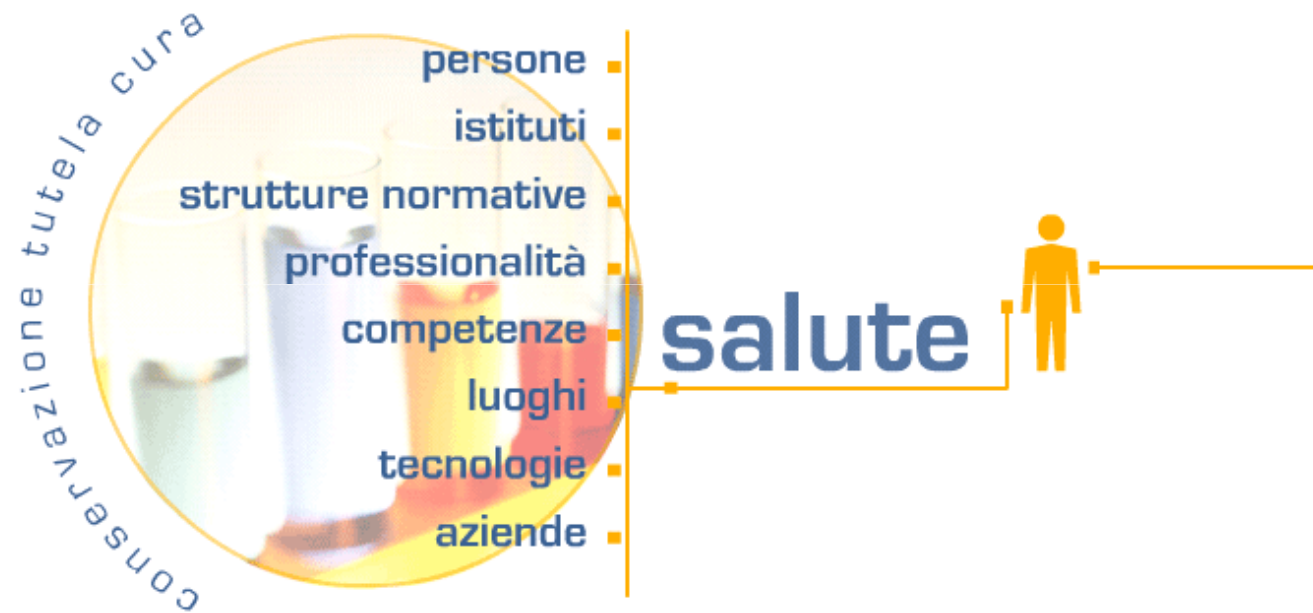 conservazione tutela cura
persone
istituti
strutture normative
professionalità
competenze
luoghi
tecnologie
aziende
salute